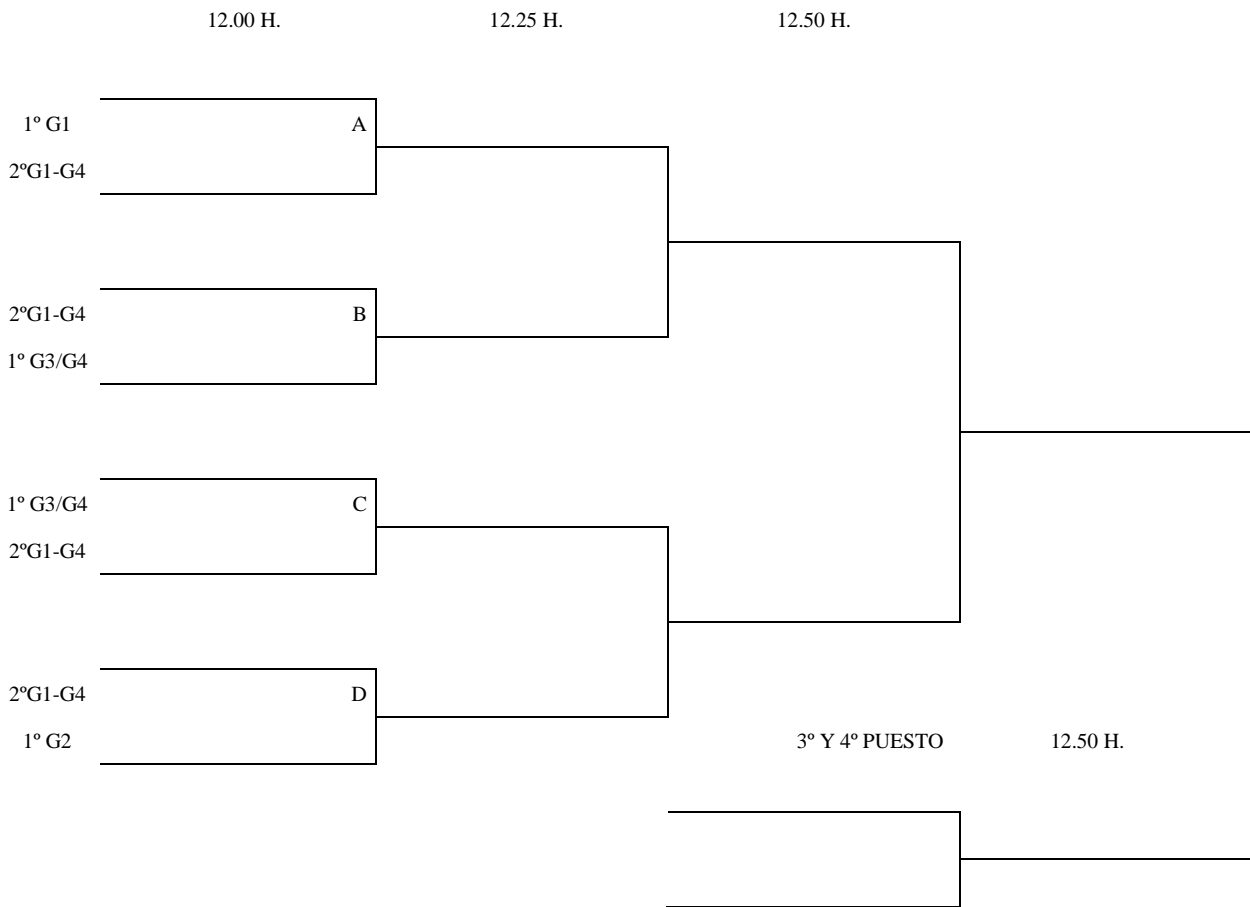 12.00 H. 12.25 H. 12.50 H.
1º G1 A
2ºG1-G4
2ºG1-G4 B
1º G3/G4
1º G3/G4 C
2ºG1-G4
2ºG1-G4 D
1º G2 3º Y 4º PUESTO 12.50 H.